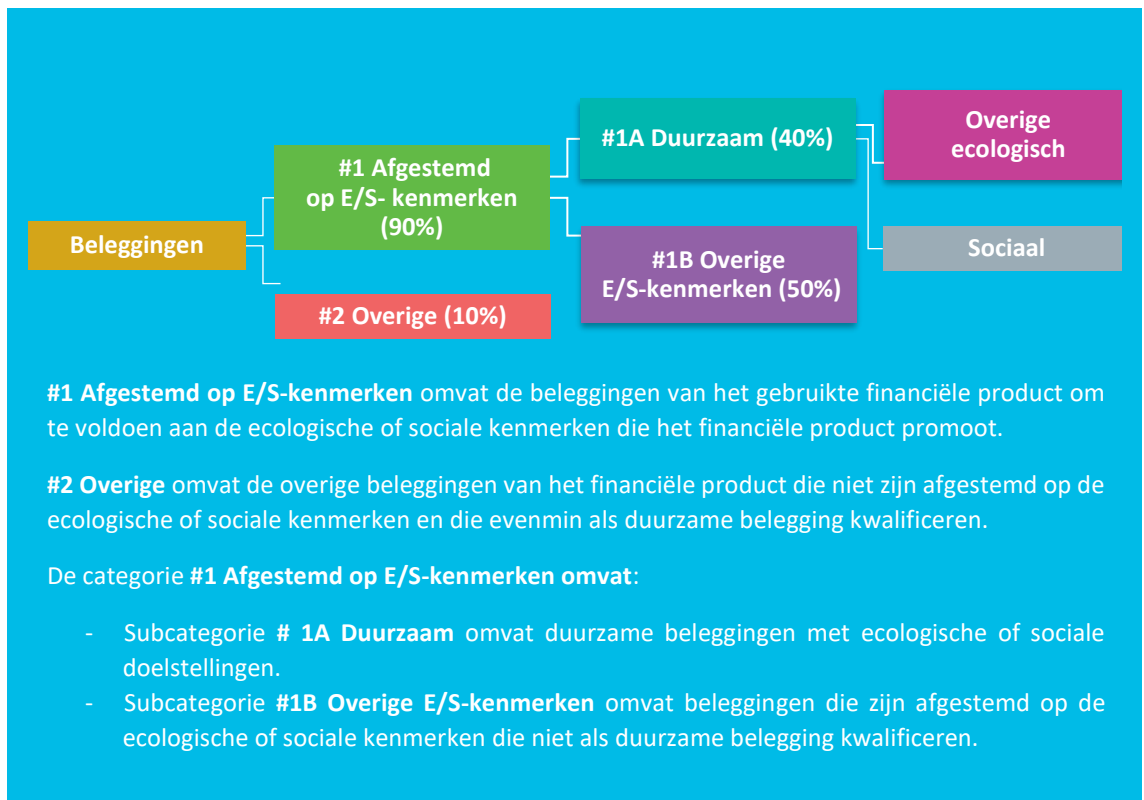 Beleggingen
#1 Afgestemd
op E/S- kenmerken
(90%)
#2 Overige (10%)
#1A Duurzaam (40%)
#1B Overige
E/S-kenmerken (50%)
Overige
ecologisch
Sociaal
#1 Afgestemd op E/S-kenmerken omvat de beleggingen van het gebruikte financiële product om
te voldoen aan de ecologische of sociale kenmerken die het financiële product promoot.
#2 Overige omvat de overige beleggingen van het financiële product die niet zijn afgestemd op de
ecologische of sociale kenmerken en die evenmin als duurzame belegging kwalificeren.
De categorie #1 Afgestemd op E/S-kenmerken omvat:
- Subcategorie # 1A Duurzaam omvat duurzame beleggingen met ecologische of sociale
doelstellingen.
- Subcategorie #1B Overige E/S-kenmerken omvat beleggingen die zijn afgestemd op de
ecologische of sociale kenmerken die niet als duurzame belegging kwalificeren.